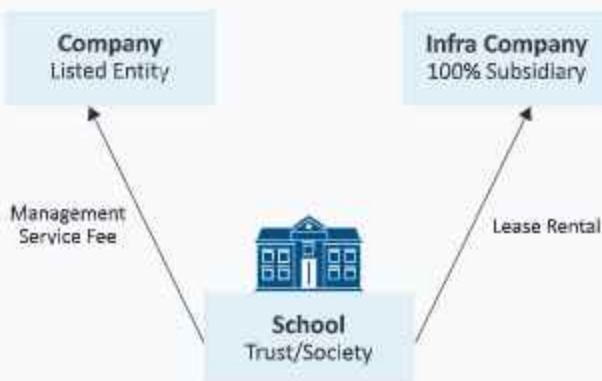 Company
Listed Entity
Infra Company
100% Subsidiary
Management
Service Fee
Lease Rental
School
Trust/Society